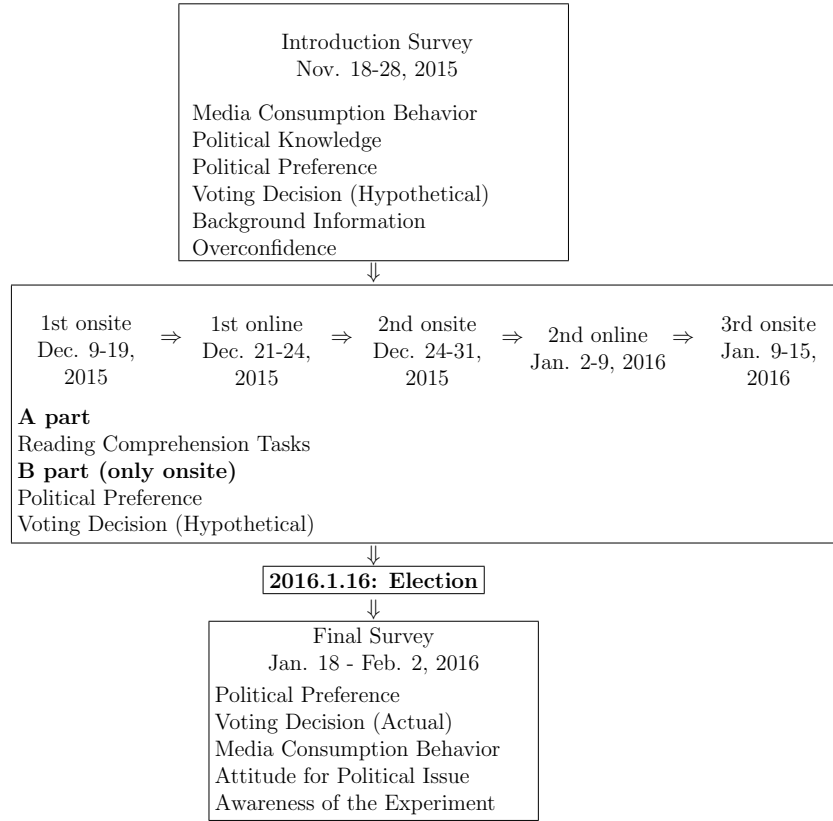 Introduction Survey
Nov. 18-28, 2015
Media Consumption Behavior
Political Knowledge
Political Preference
Voting Decision (Hypothetical)
Background Information
Overconfidence
⇓
1st onsite
Dec. 9-19,
2015
⇒
1st online
Dec. 21-24,
2015
⇒
2nd onsite
Dec. 24-31,
2015
⇒
2nd online
Jan. 2-9, 2016
⇒
3rd onsite
Jan. 9-15,
2016
A part
Reading Comprehension Tasks
B part (only onsite)
Political Preference
Voting Decision (Hypothetical)
⇓
2016.1.16: Election
⇓
Final Survey
Jan. 18 - Feb. 2, 2016
Political Preference
Voting Decision (Actual)
Media Consumption Behavior
Attitude for Political Issue
Awareness of the Experiment